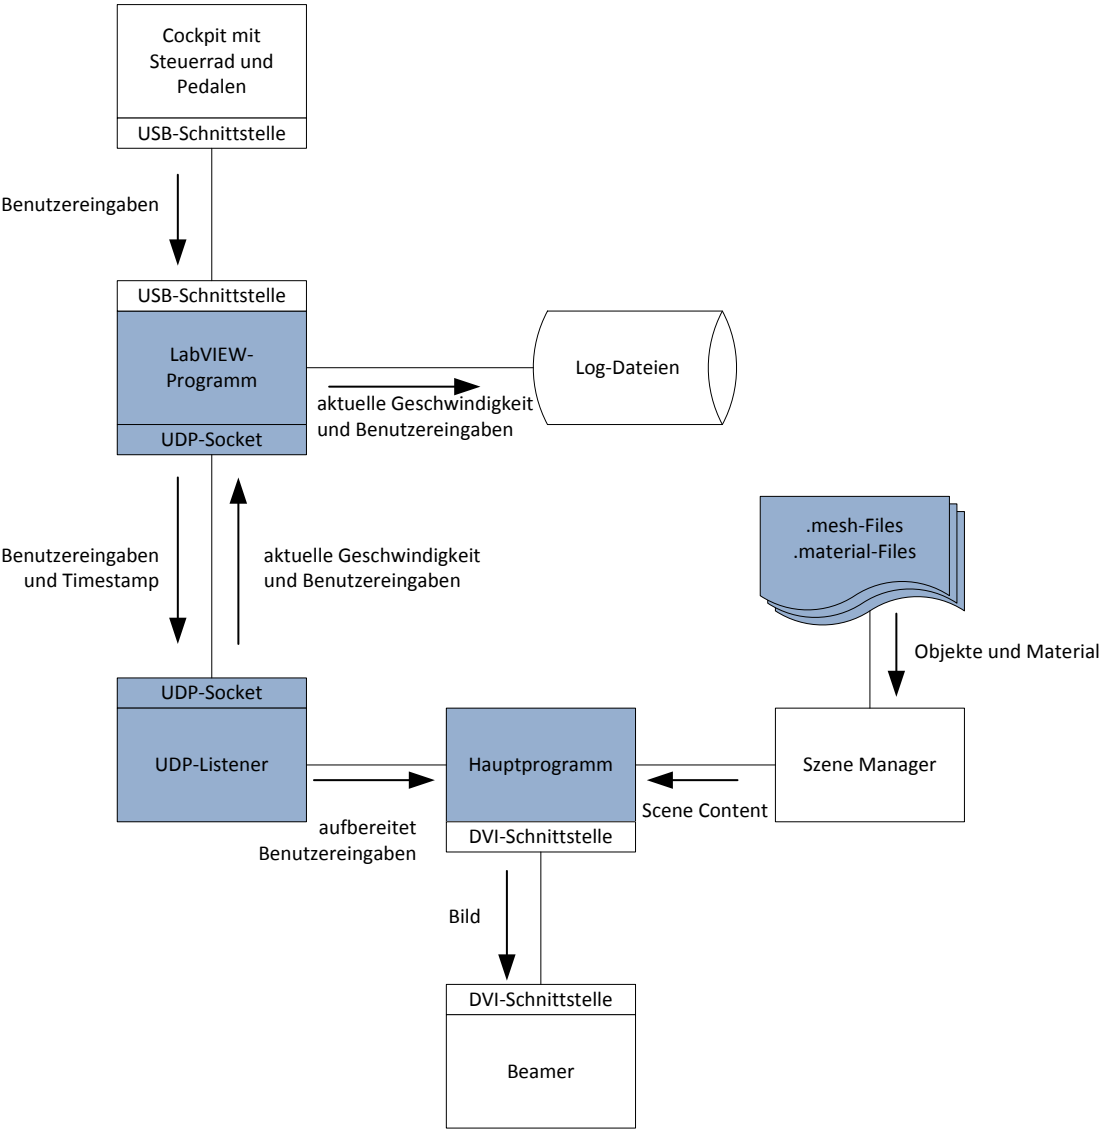 Cockpit mit
Steuerrad und
Pedalen
USB-Schnittstelle
Benutzereingaben
USB-Schnittstelle
LabVIEW-
Programm
UDP-Socket
Log-Dateien
aktuelle Geschwindigkeit
und Benutzereingaben
Benutzereingaben
und Timestamp
aktuelle Geschwindigkeit
und Benutzereingaben
.mesh-Files
.material-Files
Objekte und Material
UDP-Socket
UDP-Listener
aufbereitet
Benutzereingaben
Hauptprogramm
DVI-Schnittstelle
Scene Content
Szene Manager
Bild
DVI-Schnittstelle
Beamer